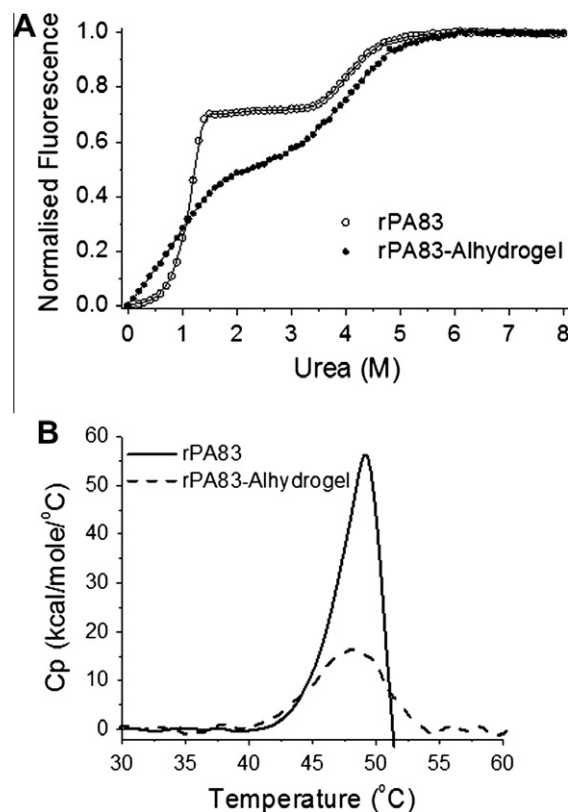 A
Normalised Fluorescence
1.0
0.8
0.6
0.4
0.2
0.0
rPA83
rPA83-Alhydrogel
0 1 2 3 4 5 6 7 8
Urea (M)
B
Cp (kcal/mole/°C)
60
50
40
30
20
10
0
rPA83
rPA83-Alhydrogel
30 35 40 45 50 55 60
Temperature (°C)